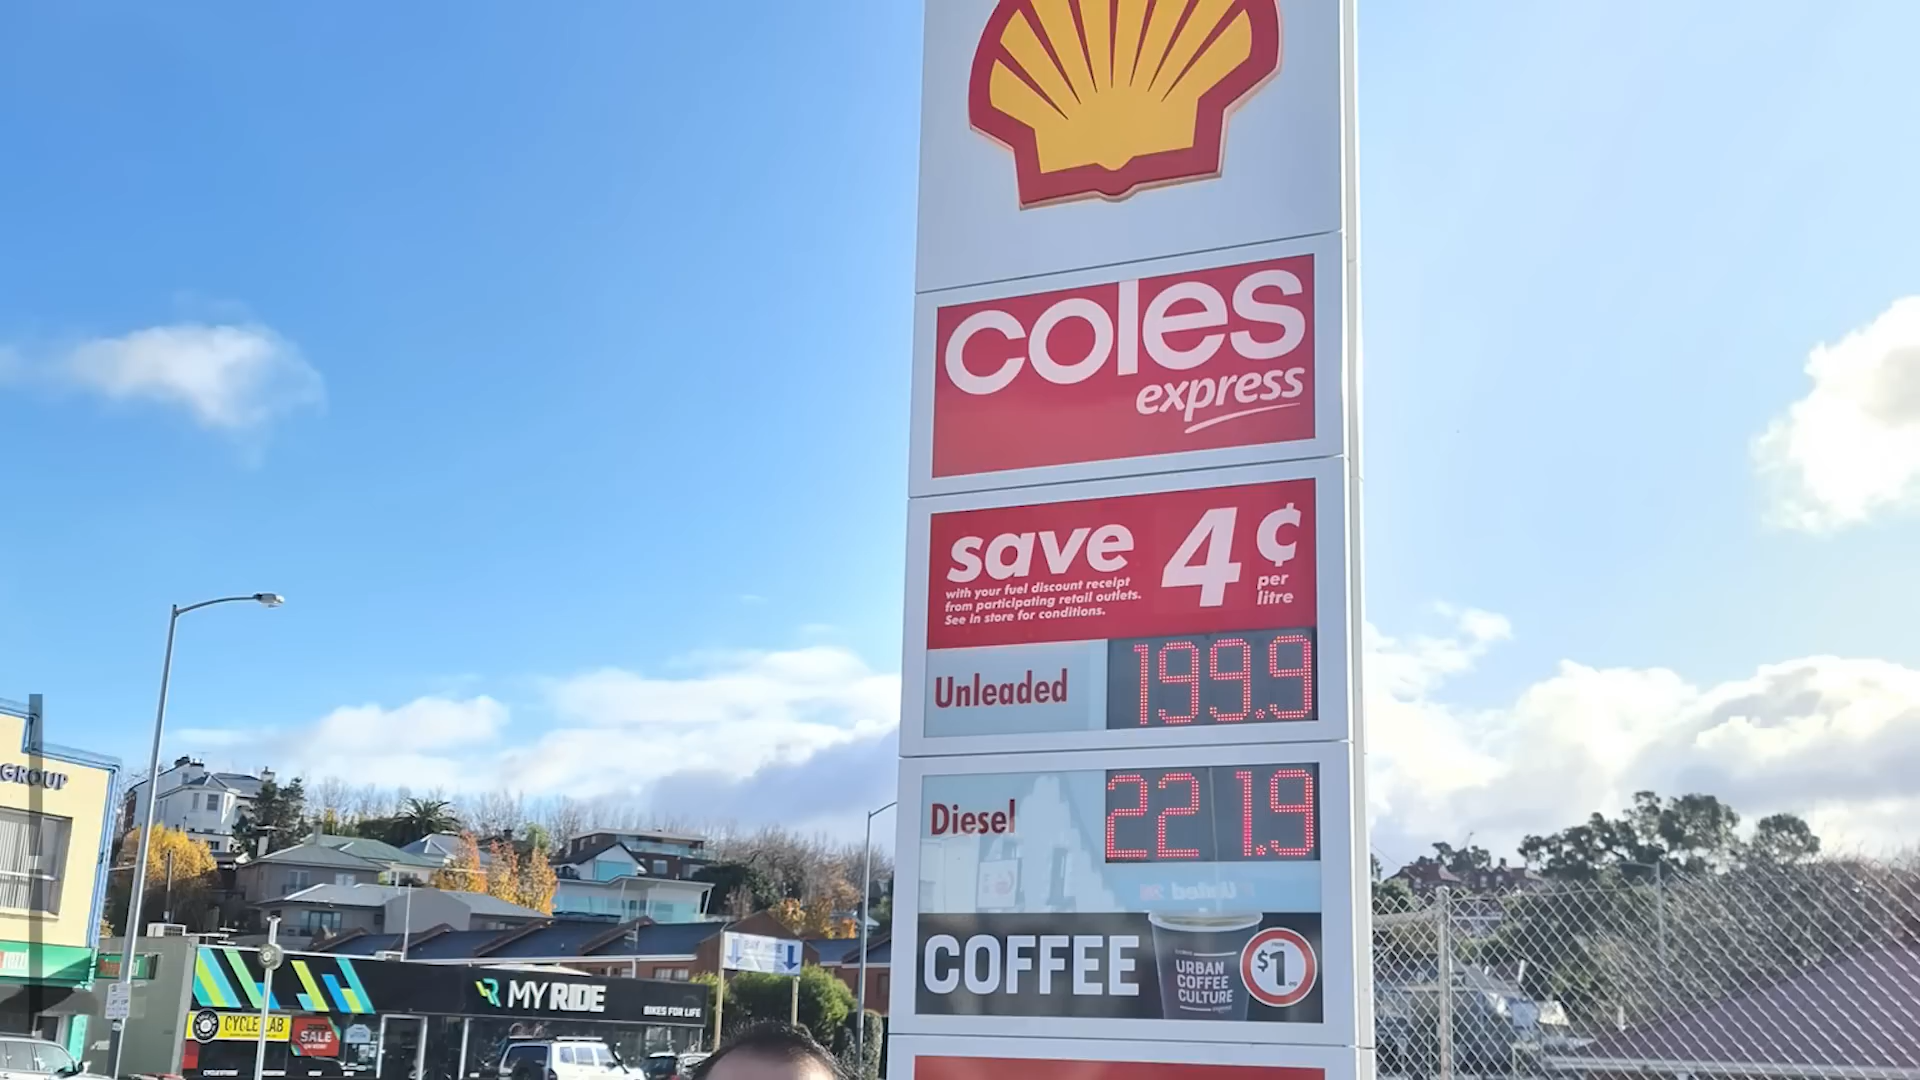 coles
express
save 4¢
with your fuel discount receipt
from participating retail outlets.
See in store for conditions.
per
litre
Unleaded 199.9
Diesel 221.9
COFFEE
URBAN
COFFEE
CULTURE
$1
GROUP
MY RIDE
BIKES FOR LIFE
CYCLE LAB
SALE